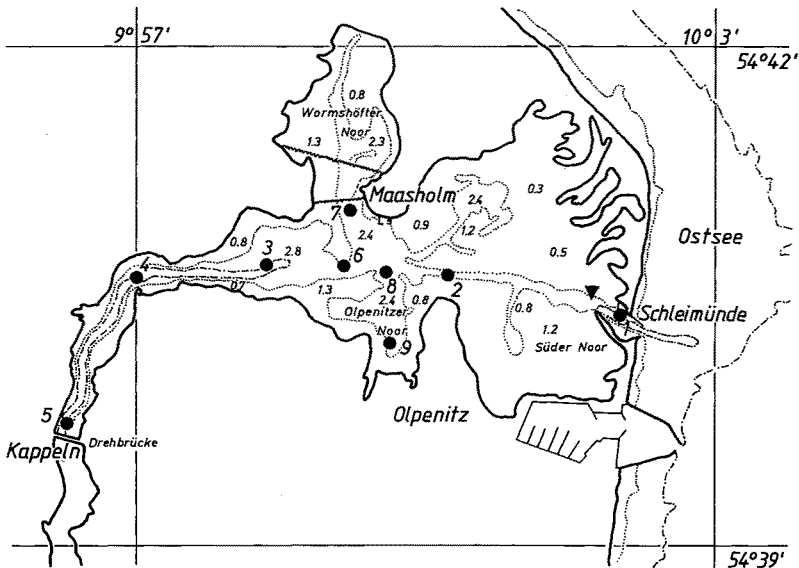 9° 57'
10° 3'
54° 42'
0.8
Wormshöfter
Noor
1.3
2.3
Maasholm
7
0.3
2.4
0.9
1.2
0.8
3
2.8
2.4
0.5
Ostsee
4
6
8
2
0.7
1.3
2.4
0.8
0.8
Olpenitzer
Noor
1.2
Süder Noor
1
Schleimünde
9
Olpenitz
5
Kappeln
Drehbrücke
54° 39'